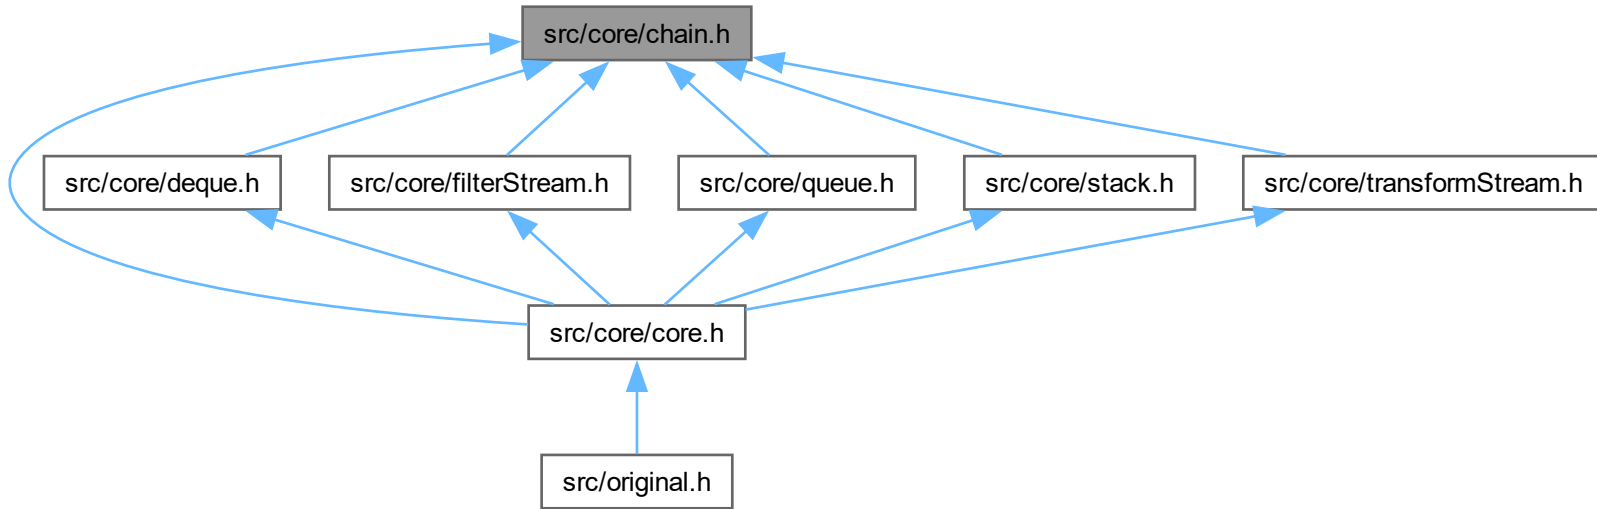 src/core/chain.h
src/core/deque.h
src/core/filterStream.h
src/core/queue.h
src/core/stack.h
src/core/transformStream.h
src/core/core.h
src/original.h